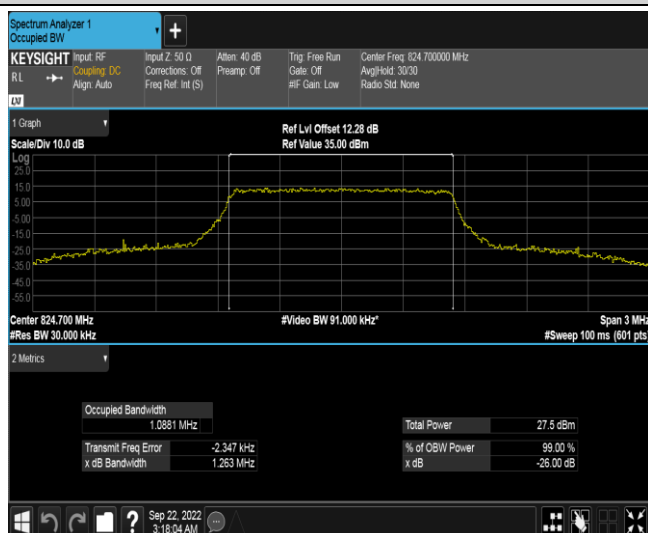 Spectrum Analyzer 1
Occupied BW
+
KEYSIGHT
RL
LXI
Input: RF
Coupling: DC
Align: Auto
Input Z: 50 Ω
Corrections: Off
Freq Ref: Int (S)
Atten: 40 dB
Preamp: Off
Trig: Free Run
Gate: Off
#IF Gain: Low
Center Freq: 824.700000 MHz
Avg|Hold: 30/30
Radio Std: None
1 Graph
Scale/Div 10.0 dB
Ref Lvl Offset 12.28 dB
Ref Value 35.00 dBm
Log
25.0
15.0
5.00
-5.00
-15.0
-25.0
-35.0
-45.0
-55.0
Center 824.700 MHz
#Res BW 30.000 kHz
#Video BW 91.000 kHz*
Span 3 MHz
#Sweep 100 ms (601 pts)
2 Metrics
Occupied Bandwidth
1.0881 MHz
Transmit Freq Error -2.347 kHz
x dB Bandwidth 1.263 MHz
Total Power 27.5 dBm
% of OBW Power 99.00 %
x dB -26.00 dB
?
Sep 22, 2022
3:18:04 AM